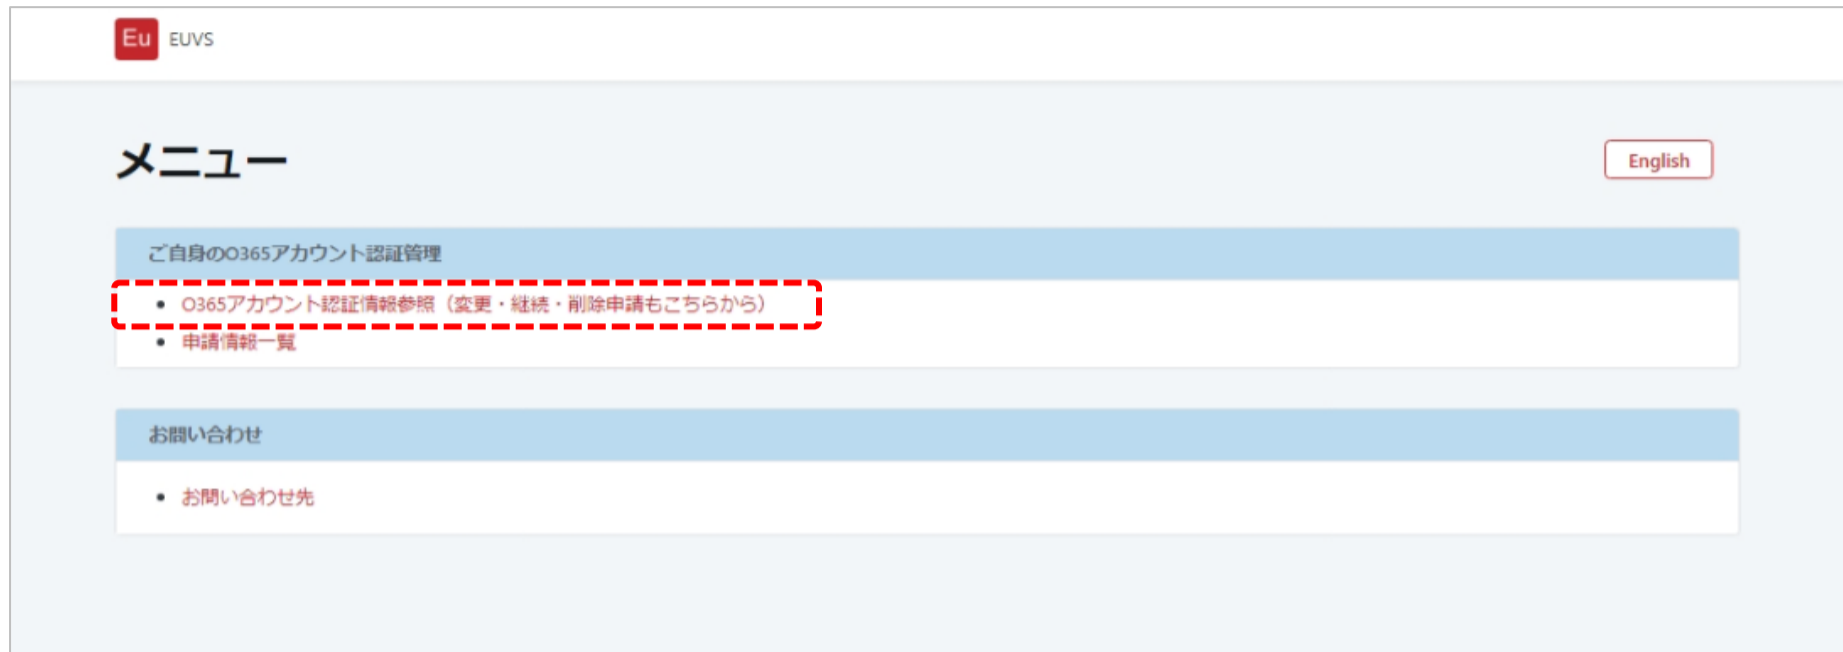 Eu EUVS
メニュー
English
ご自身のO365アカウント認証管理
• O365アカウント認証情報参照（変更・継続・削除申請もこちらから）
• 申請情報一覧
お問い合わせ
• お問い合わせ先